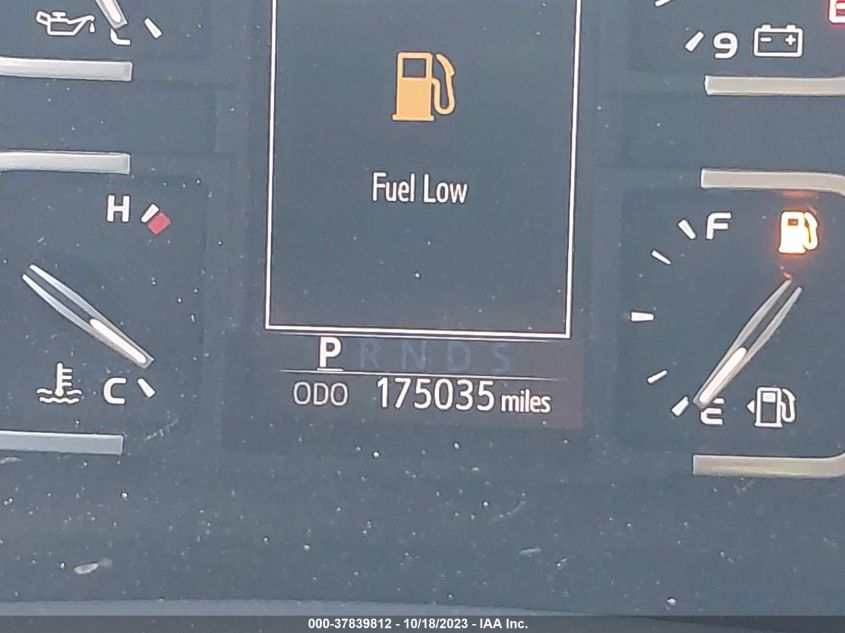 L
9
Fuel Low
H
F
P R N D S
C
ODO 175035 miles
E
000-37839812 - 10/18/2023 - IAA Inc.